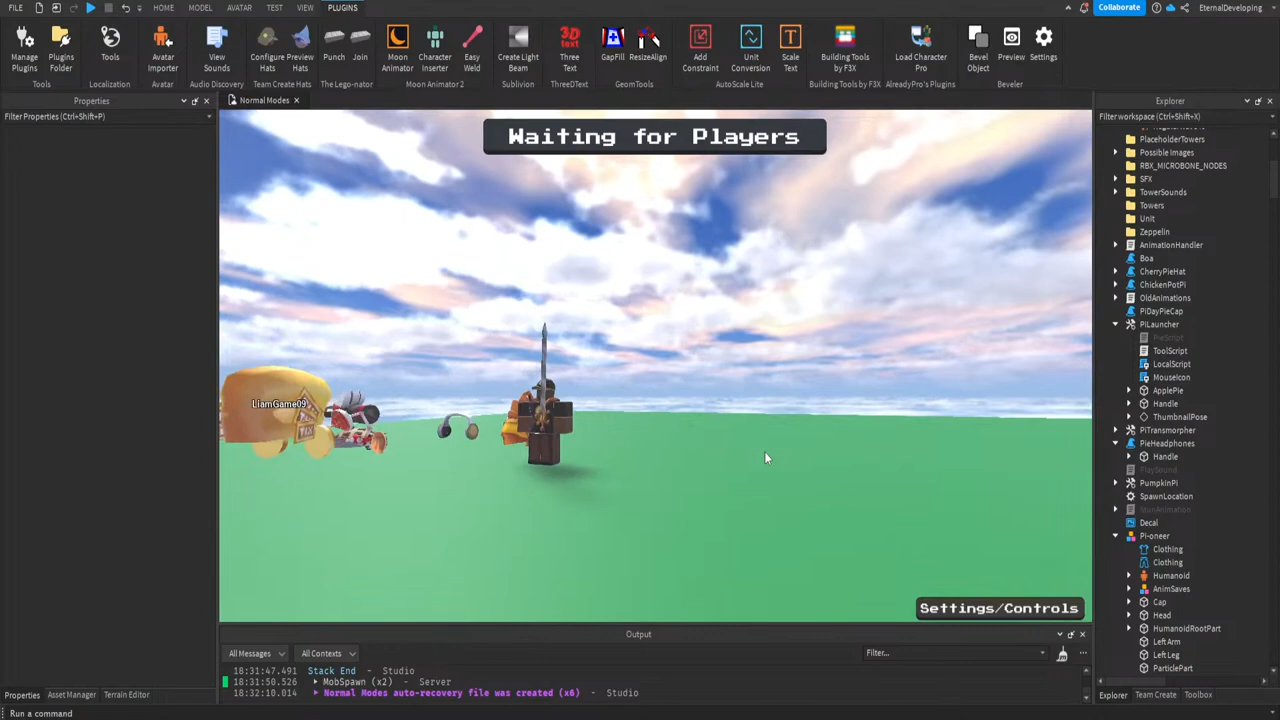 FILE HOME MODEL AVATAR TEST VIEW PLUGINS Collaborate EternalDeveloping
Manage Plugins Plugins Folder Tools Avatar Importer View Sounds Configure Hats Preview Hats Punch Join Moon Animator Character Inserter Easy Weld Create Light Beam Three Text GapFill ResizeAlign Add Constraint Unit Conversion Scale Text Building Tools by F3X Load Character Pro Bevel Object Preview Settings
3D TEXT
Tools Localization Avatar Audio Discovery Team Create Hats The Lego-nator Moon Animator 2 Sublivion ThreeDText GeomTools AutoScale Lite Building Tools by F3X AlreadyPro's Plugins Beveler
Properties
Filter Properties (Ctrl+Shift+P)
Normal Modes
Waiting for Players
LiamGame09
Settings/Controls
Explorer
Filter workspace (Ctrl+Shift+X)
PlaceholderTowers
Possible Images
RBX_MICROBONE_NODES
SFX
TowerSounds
Towers
Unit
Zeppelin
AnimationHandler
Boa
CherryPieHat
ChickenPotPi
OldAnimations
PiDayPieCap
PiLauncher
PieScript
ToolScript
LocalScript
MouseIcon
ApplePie
Handle
ThumbnailPose
PiTransmorpher
PieHeadphones
Handle
PlaySound
PumpkinPi
SpawnLocation
StunAnimation
Decal
Pi-oneer
Clothing
Clothing
Humanoid
AnimSaves
Cap
Head
HumanoidRootPart
Left Arm
Left Leg
ParticlePart
Output
All Messages All Contexts Filter...
18:31:47.491 Stack End - Studio
18:31:50.526 MobSpawn (x2) - Server
18:32:10.014 Normal Modes auto-recovery file was created (x6) - Studio
Properties Asset Manager Terrain Editor
Explorer Team Create Toolbox
Run a command